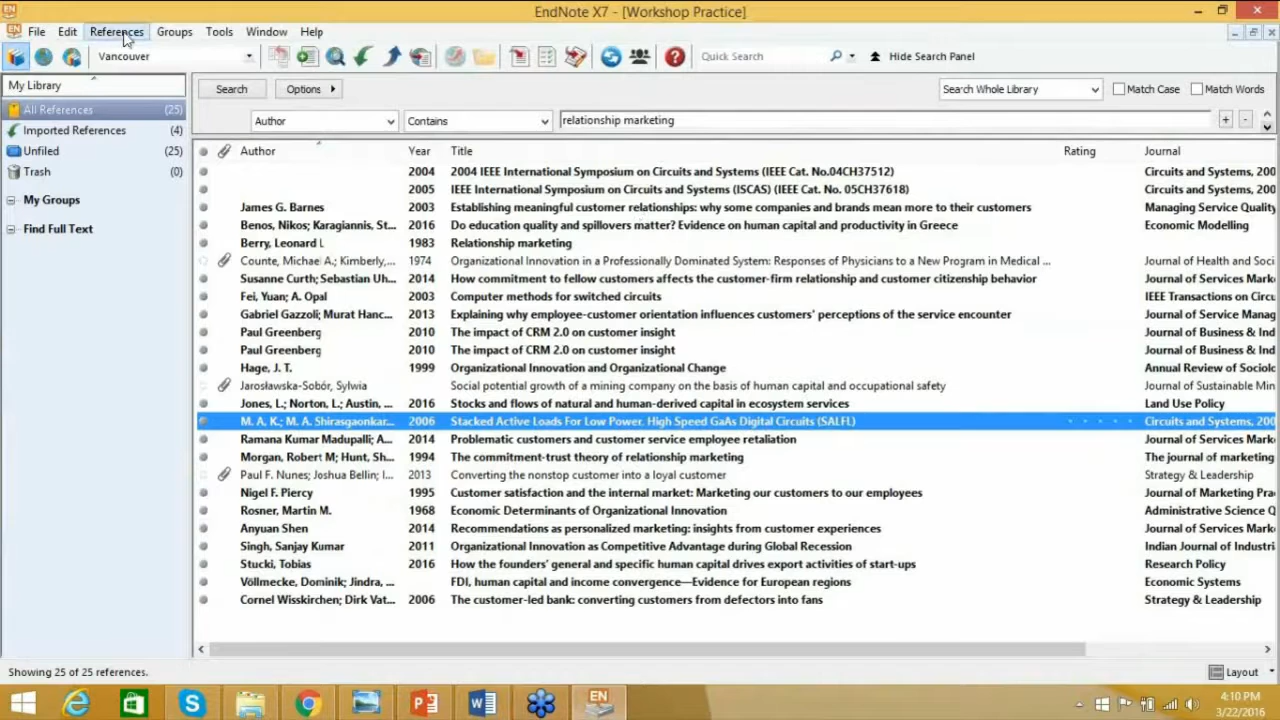 EN EndNote X7 - [Workshop Practice]
EN File Edit References Groups Tools Window Help
Vancouver Quick Search Hide Search Panel
My Library Search Options Search Whole Library Match Case Match Words
All References (25)
Imported References (4) Author Contains relationship marketing + -
Unfiled (25) Author Year Title Rating Journal
Trash (0) 2004 2004 IEEE International Symposium on Circuits and Systems (IEEE Cat. No.04CH37512) Circuits and Systems, 200
2005 IEEE International Symposium on Circuits and Systems (ISCAS) (IEEE Cat. No. 05CH37618) Circuits and Systems, 200
My Groups James G. Barnes 2003 Establishing meaningful customer relationships: why some companies and brands mean more to their customers Managing Service Quality
Find Full Text Benos, Nikos; Karagiannis, St... 2016 Do education quality and spillovers matter? Evidence on human capital and productivity in Greece Economic Modelling
Berry, Leonard L 1983 Relationship marketing
Counte, Michael A.; Kimberly,... 1974 Organizational Innovation in a Professionally Dominated System: Responses of Physicians to a New Program in Medical ... Journal of Health and Soci
Susanne Curth; Sebastian Uh... 2014 How commitment to fellow customers affects the customer-firm relationship and customer citizenship behavior Journal of Services Mark
Fei, Yuan; A. Opal 2003 Computer methods for switched circuits IEEE Transactions on Circu
Gabriel Gazzoli; Murat Hanc... 2013 Explaining why employee-customer orientation influences customers' perceptions of the service encounter Journal of Service Manag
Paul Greenberg 2010 The impact of CRM 2.0 on customer insight Journal of Business & Ind
Paul Greenberg 2010 The impact of CRM 2.0 on customer insight Journal of Business & Ind
Hage, J. T. 1999 Organizational Innovation and Organizational Change Annual Review of Sociolo
Jarosławska-Sobór, Sylwia Social potential growth of a mining company on the basis of human capital and occupational safety Journal of Sustainable Min
Jones, L.; Norton, L.; Austin, ... 2016 Stocks and flows of natural and human-derived capital in ecosystem services Land Use Policy
M. A. K.; M. A. Shirasgaonkar... 2006 Stacked Active Loads For Low Power, High Speed GaAs Digital Circuits (SALFL) Circuits and Systems, 200
Ramana Kumar Madupalli; A... 2014 Problematic customers and customer service employee retaliation Journal of Services Mark
Morgan, Robert M; Hunt, Sh... 1994 The commitment-trust theory of relationship marketing The journal of marketing
Paul F. Nunes; Joshua Bellin; I... 2013 Converting the nonstop customer into a loyal customer Strategy & Leadership
Nigel F. Piercy 1995 Customer satisfaction and the internal market: Marketing our customers to our employees Journal of Marketing Pra
Rosner, Martin M. 1968 Economic Determinants of Organizational Innovation Administrative Science Q
Anyuan Shen 2014 Recommendations as personalized marketing: insights from customer experiences Journal of Services Mark
Singh, Sanjay Kumar 2011 Organizational Innovation as Competitive Advantage during Global Recession Indian Journal of Industri
Stucki, Tobias 2016 How the founders' general and specific human capital drives export activities of start-ups Research Policy
Völlmecke, Dominik; Jindra, ... FDI, human capital and income convergence—Evidence for European regions Economic Systems
Cornel Wisskirchen; Dirk Vat... 2006 The customer-led bank: converting customers from defectors into fans Strategy & Leadership
Showing 25 of 25 references. Layout
4:10 PM
3/22/2016